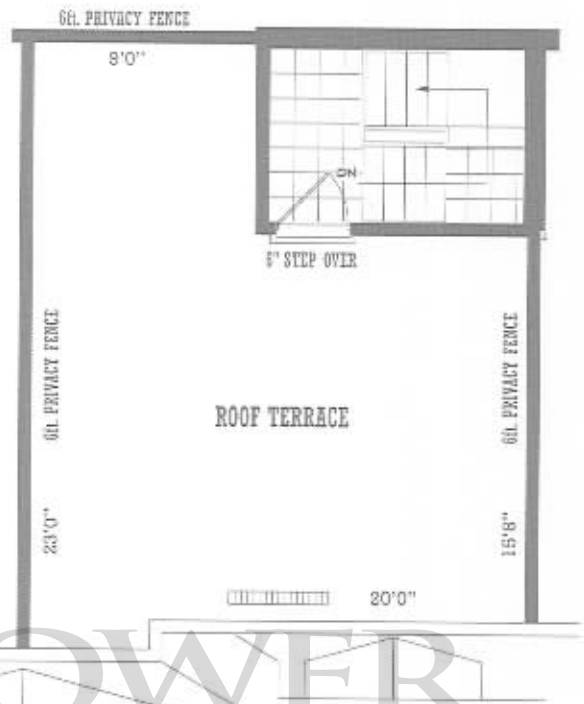 6ft. PRIVACY FENCE
9'0"
DN
6" STEP OVER
6ft. PRIVACY FENCE
6ft. PRIVACY FENCE
ROOF TERRACE
23'0"
15'8"
20'0"
OWER